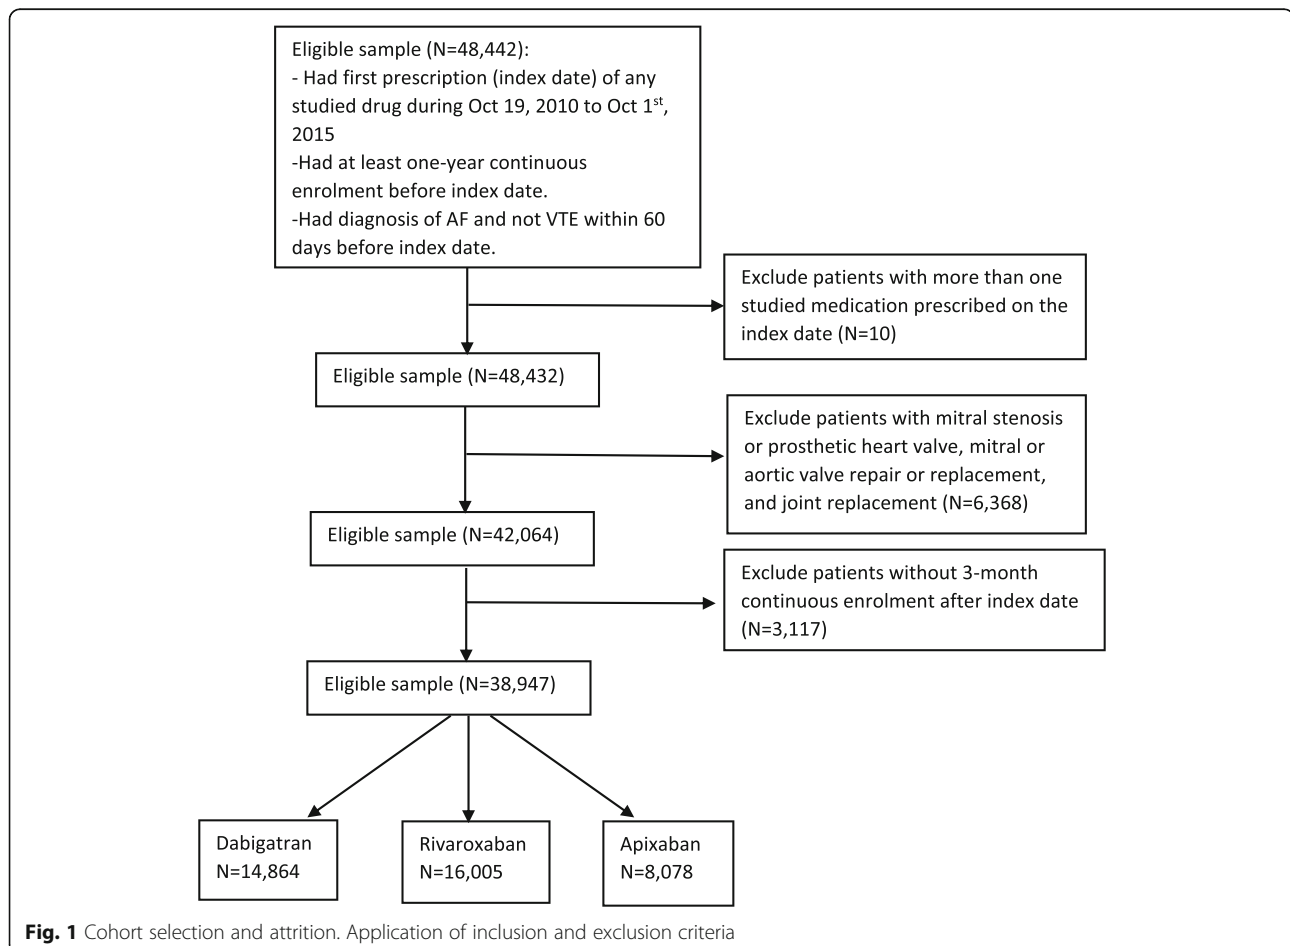 Eligible sample (N=48,442):
- Had first prescription (index date) of any
studied drug during Oct 19, 2010 to Oct 1st,
2015
-Had at least one-year continuous
enrolment before index date.
-Had diagnosis of AF and not VTE within 60
days before index date.
Exclude patients with more than one
studied medication prescribed on the
index date (N=10)
Eligible sample (N=48,432)
Exclude patients with mitral stenosis
or prosthetic heart valve, mitral or
aortic valve repair or replacement,
and joint replacement (N=6,368)
Eligible sample (N=42,064)
Exclude patients without 3-month
continuous enrolment after index date
(N=3,117)
Eligible sample (N=38,947)
Dabigatran
N=14,864
Rivaroxaban
N=16,005
Apixaban
N=8,078
Fig. 1 Cohort selection and attrition. Application of inclusion and exclusion criteria